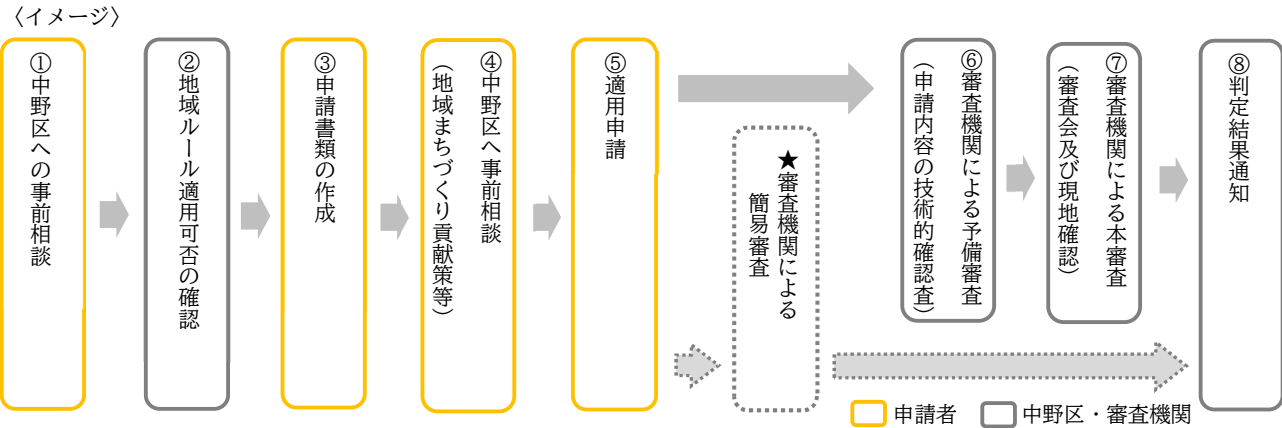 〈イメージ〉
①中野区への事前相談
②地域ルール適用可否の確認
③申請書類の作成
④中野区へ事前相談
（地域まちづくり貢献策等）
⑤適用申請
★審査機関による
簡易審査
⑥審査機関による予備審査
（申請内容の技術的確認査）
⑦審査機関による本審査
（審査会及び現地確認）
⑧判定結果通知
申請者
中野区・審査機関